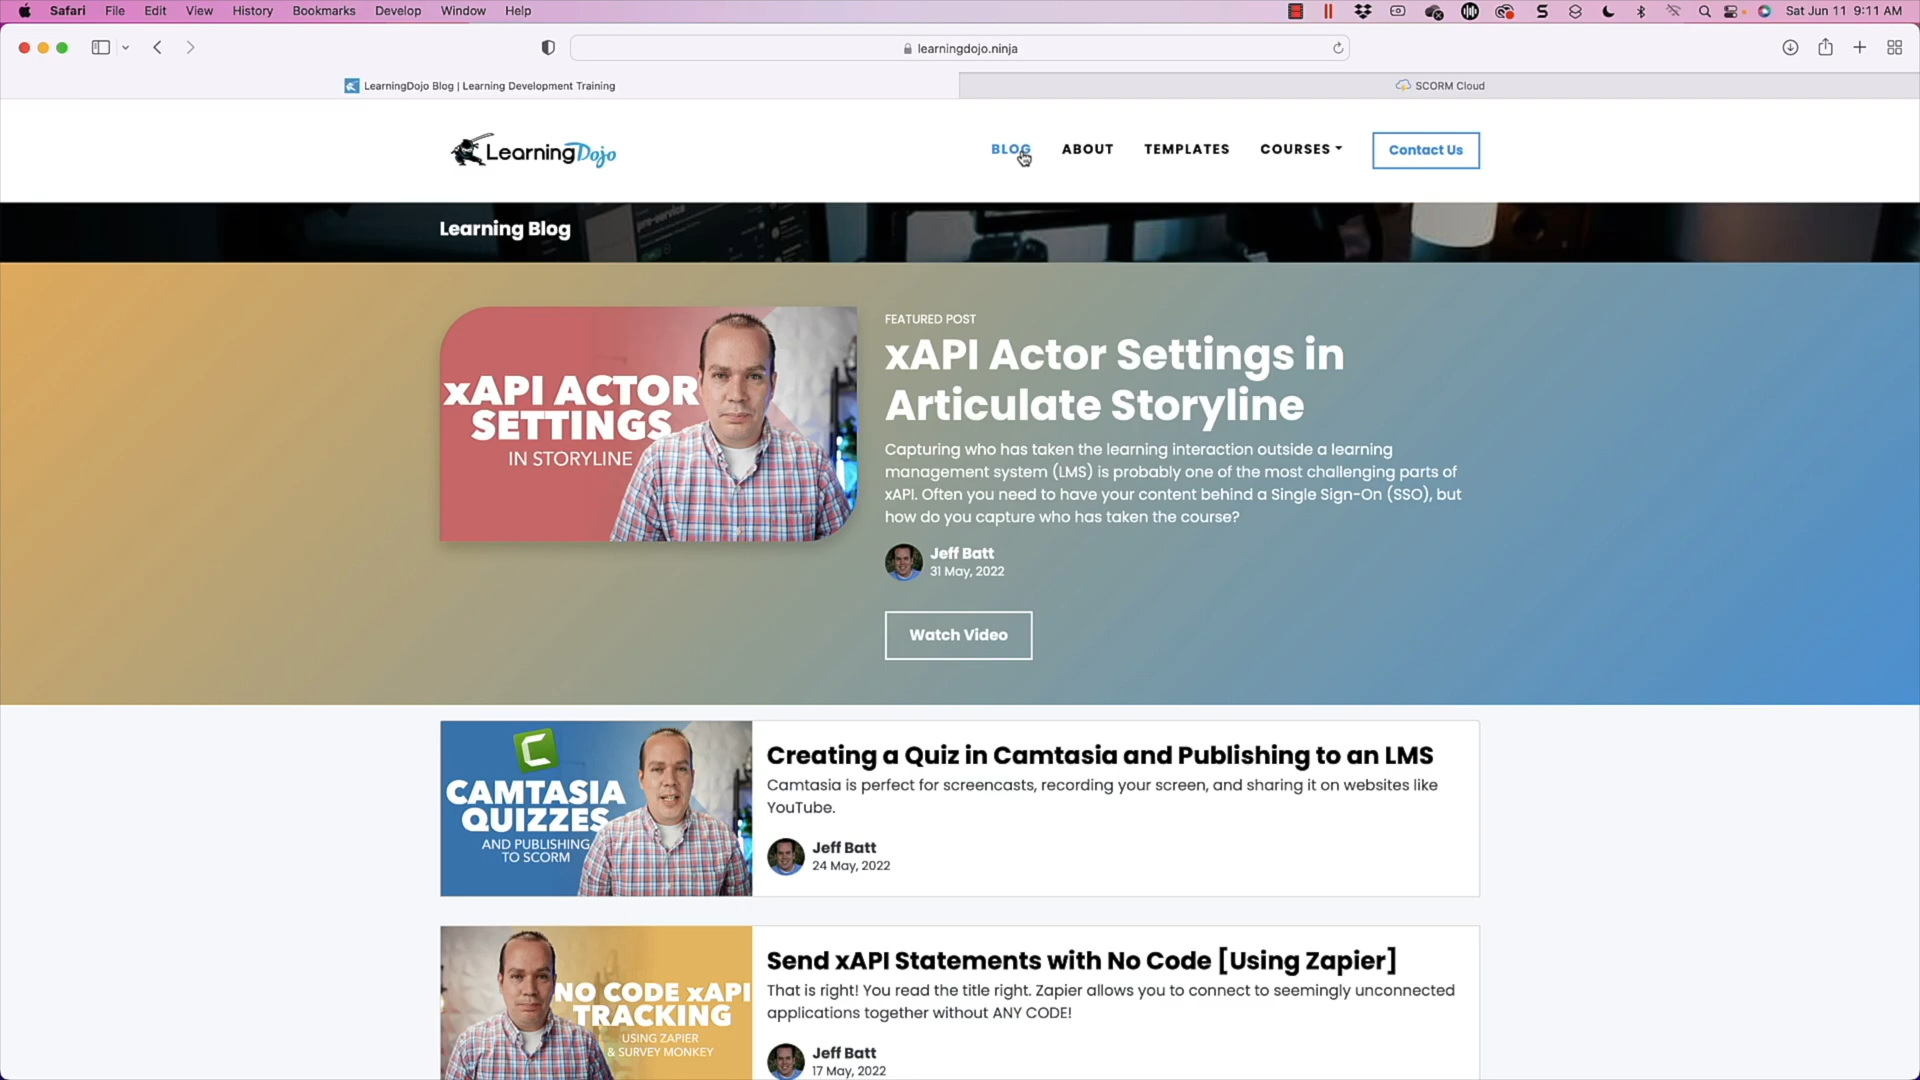 Safari File Edit View History Bookmarks Develop Window Help Sat Jun 11 9:11 AM
learningdojo.ninja
LearningDojo Blog | Learning Development Training
SCORM Cloud
LearningDojo
BLOG ABOUT TEMPLATES COURSES Contact Us
Learning Blog
xAPI ACTOR
SETTINGS
IN STORYLINE
FEATURED POST
xAPI Actor Settings in
Articulate Storyline
Capturing who has taken the learning interaction outside a learning
management system (LMS) is probably one of the most challenging parts of
xAPI. Often you need to have your content behind a Single Sign-On (SSO), but
how do you capture who has taken the course?
Jeff Batt
31 May, 2022
Watch Video
CAMTASIA
QUIZZES
AND PUBLISHING
TO SCORM
Creating a Quiz in Camtasia and Publishing to an LMS
Camtasia is perfect for screencasts, recording your screen, and sharing it on websites like
YouTube.
Jeff Batt
24 May, 2022
NO CODE xAPI
TRACKING
USING ZAPIER
& SURVEY MONKEY
Send xAPI Statements with No Code [Using Zapier]
That is right! You read the title right. Zapier allows you to connect to seemingly unconnected
applications together without ANY CODE!
Jeff Batt
17 May, 2022